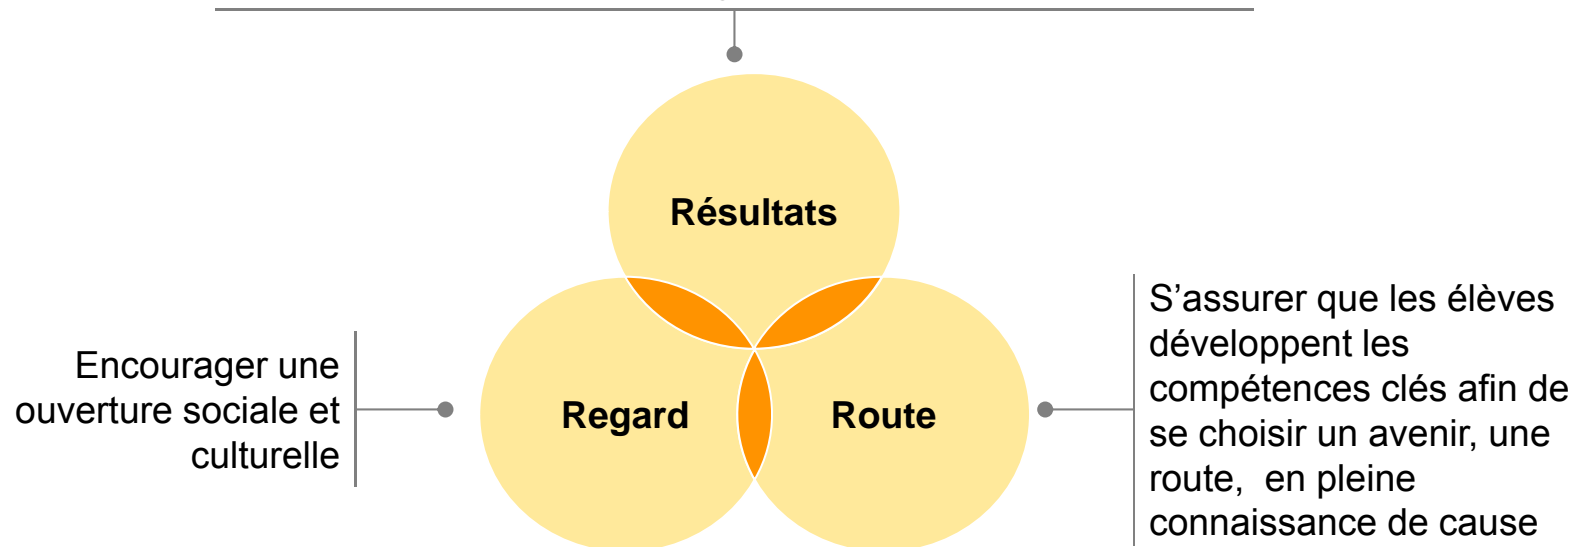 Résultats
Encourager une
ouverture sociale et
culturelle
Regard
Route
S’assurer que les élèves
développent les
compétences clés afin de
se choisir un avenir, une
route,  en pleine
connaissance de cause